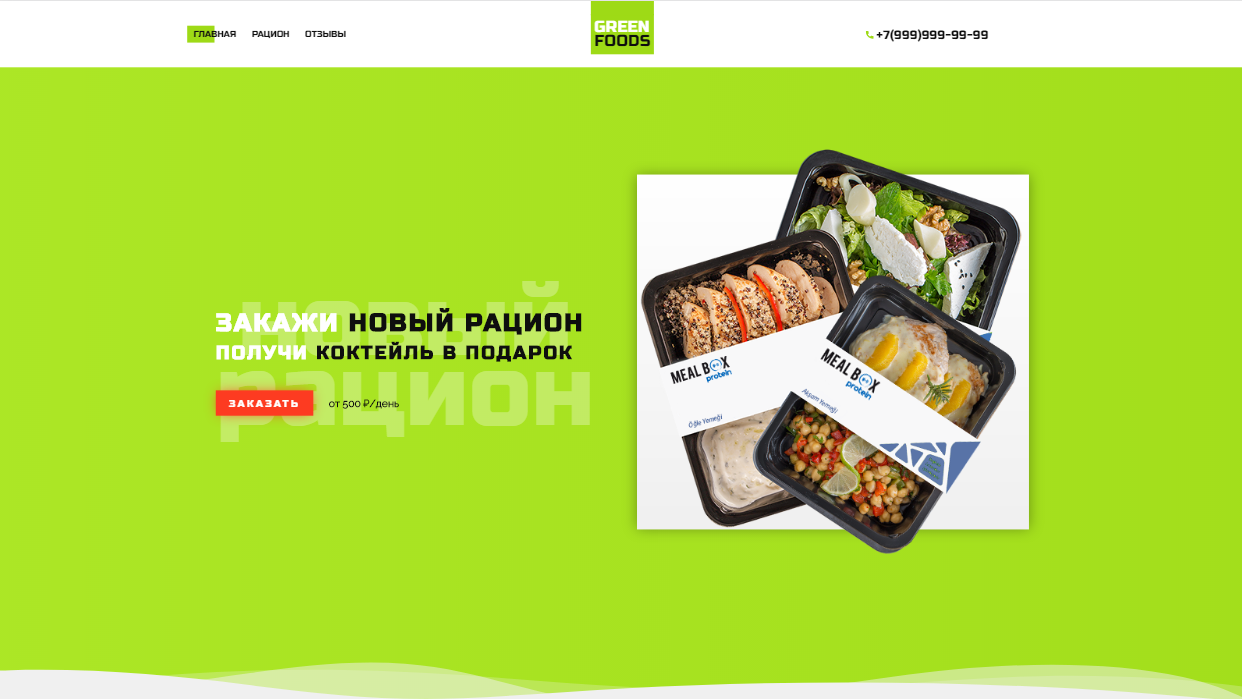 ГЛАВНАЯ РАЦИОН ОТЗЫВЫ
GREEN
FOODS
+7(999)999-99-99
новый
рацион
ЗАКАЖИ НОВЫЙ РАЦИОН
ПОЛУЧИ КОКТЕЙЛЬ В ПОДАРОК
ЗАКАЗАТЬ от 500 ₽/день
MEAL BOX
protein
Öğle Yemeği
MEAL BOX
protein
Akşam Yemeği